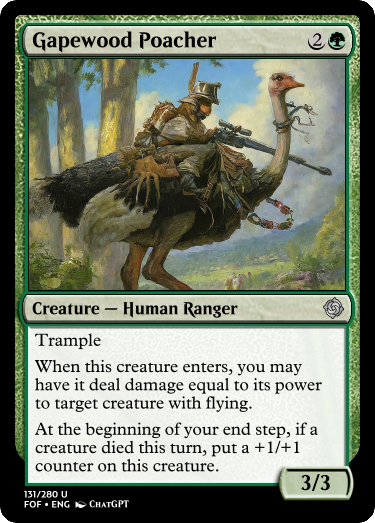 Gapewood Poacher 2
Creature — Human Ranger
Trample
When this creature enters, you may
have it deal damage equal to its power
to target creature with flying.
At the beginning of your end step, if a
creature died this turn, put a +1/+1
counter on this creature.
3/3
131/280 U
FOF • ENG ChatGPT